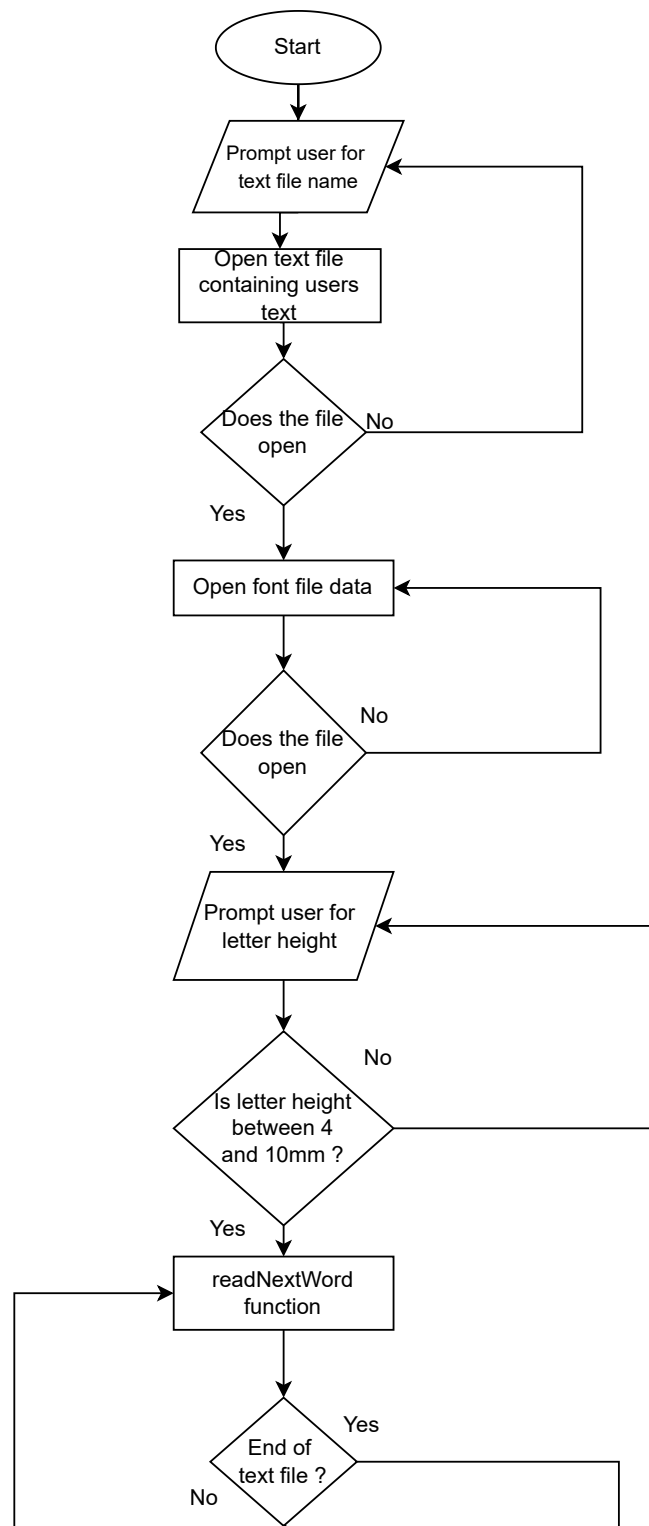 Start
Prompt user for
text file name
Open text file
containing users
text
Does the file
open
No
Yes
Open font file data
No
Does the file
open
Yes
Prompt user for
letter height
No
Is letter height
between 4
and 10mm ?
Yes
readNextWord
function
Yes
End of
text file ?
No